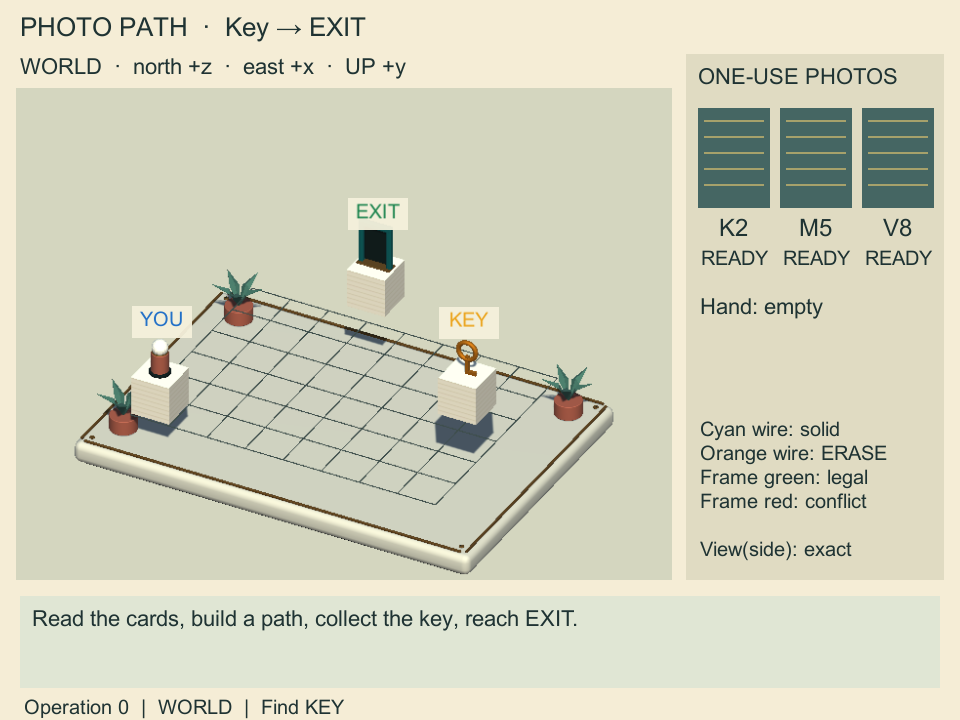 PHOTO PATH · Key → EXIT
WORLD · north +z · east +x · UP +y
ONE-USE PHOTOS
K2 M5 V8
READY READY READY
Hand: empty
EXIT
YOU
KEY
Cyan wire: solid
Orange wire: ERASE
Frame green: legal
Frame red: conflict
View(side): exact
Read the cards, build a path, collect the key, reach EXIT.
Operation 0 | WORLD | Find KEY